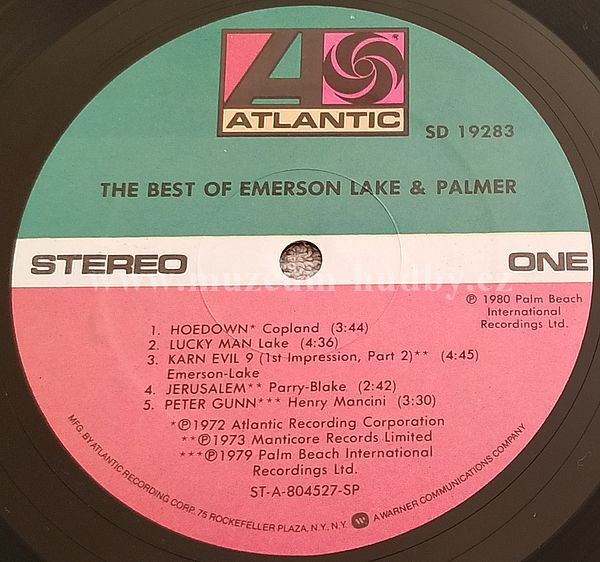 ATLANTIC
®
SD 19283
THE BEST OF EMERSON LAKE & PALMER
STEREO
ONE
www.muzeum-hudby.cz
℗ 1980 Palm Beach
International
Recordings Ltd.
1. HOEDOWN* Copland (3:44)
2. LUCKY MAN Lake (4:36)
3. KARN EVIL 9 (1st Impression, Part 2)** (4:45)
Emerson-Lake
4. JERUSALEM** Parry-Blake (2:42)
5. PETER GUNN*** Henry Mancini (3:30)
*℗1972 Atlantic Recording Corporation
**℗1973 Manticore Records Limited
***℗1979 Palm Beach International
Recordings Ltd.
ST-A-804527-SP
MFG. BY ATLANTIC RECORDING CORP. 75 ROCKEFELLER PLAZA, N.Y., N.Y. A WARNER COMMUNICATIONS COMPANY